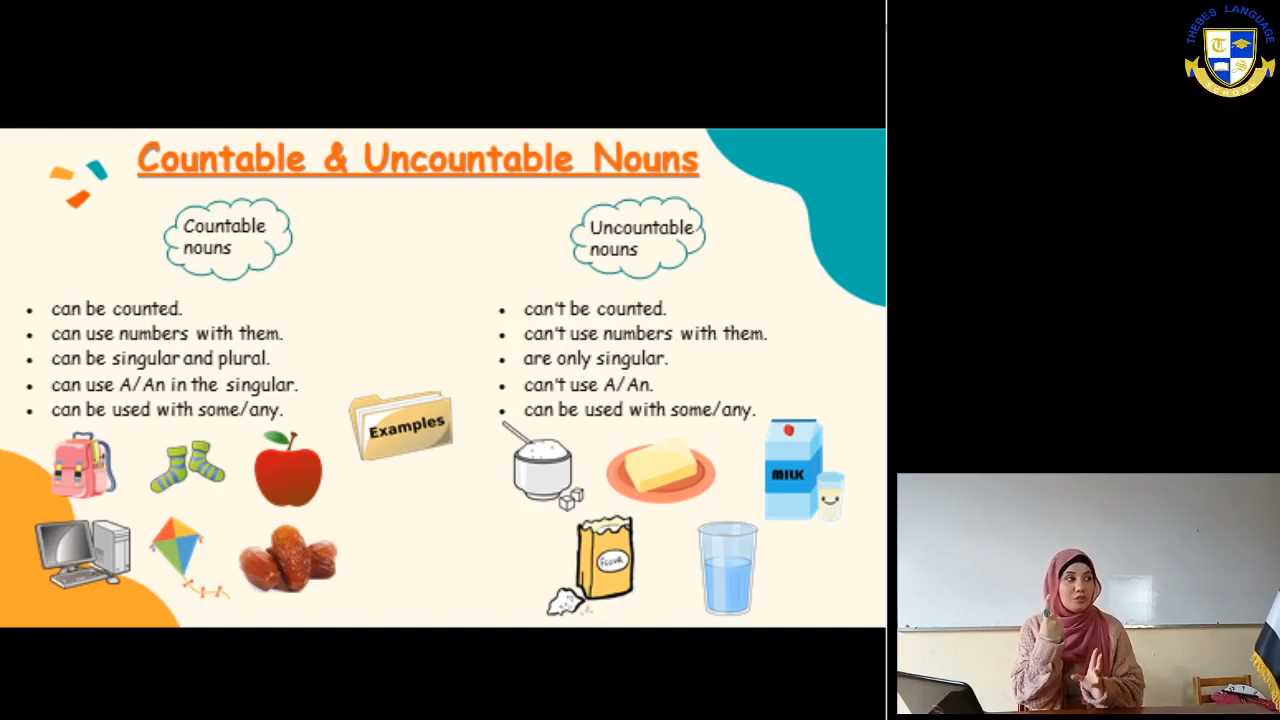 THEBES LANGUAGE
SCHOOL
T
S
Countable & Uncountable Nouns
Countable
nouns
• can be counted.
• can use numbers with them.
• can be singular and plural.
• can use A/An in the singular.
• can be used with some/any.
Examples
Uncountable
nouns
• can't be counted.
• can't use numbers with them.
• are only singular.
• can't use A/An.
• can be used with some/any.
MILK
FLOUR